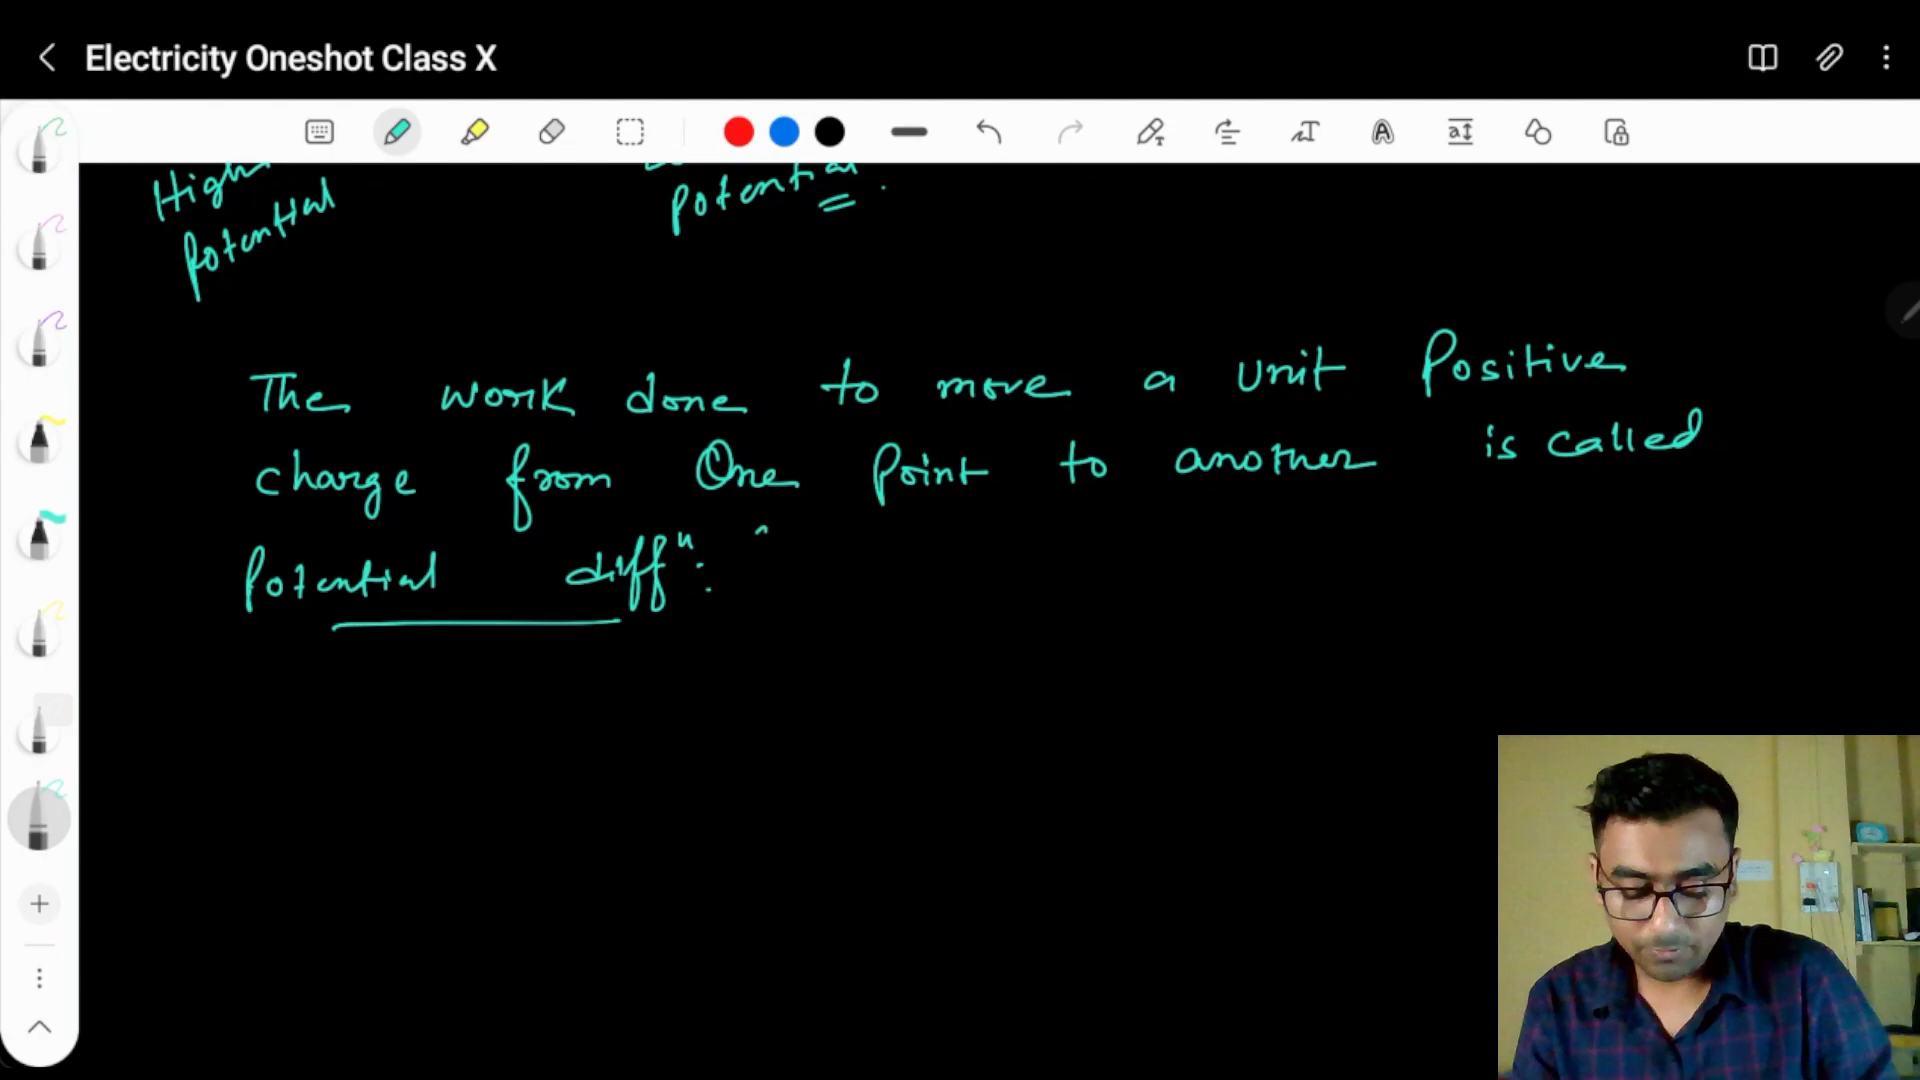 Electricity Oneshot Class X
High
Potential
Potential
The work done to move a unit Positive
charge from One Point to another is called
Potential diffⁿ.